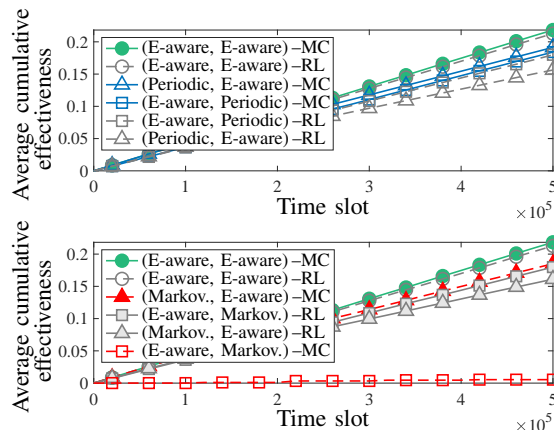 Average cumulative
effectiveness
0.2
0.15
0.1
0.05
0
(E-aware, E-aware) –MC
(E-aware, E-aware) –RL
(Periodic, E-aware) –MC
(E-aware, Periodic) –MC
(E-aware, Periodic) –RL
(Periodic, E-aware) –RL
0 1 2 3 4 5
Time slot
×10⁵
Average cumulative
effectiveness
0.2
0.15
0.1
0.05
0
(E-aware, E-aware) –MC
(E-aware, E-aware) –RL
(Markov., E-aware) –MC
(E-aware, Markov.) –RL
(Markov., E-aware) –RL
(E-aware, Markov.) –MC
0 1 2 3 4 5
Time slot
×10⁵